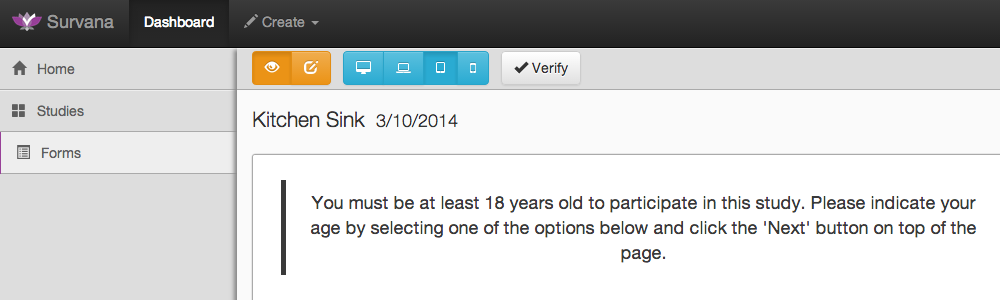 Survana Dashboard Create
Home
Verify
Studies
Kitchen Sink 3/10/2014
Forms
You must be at least 18 years old to participate in this study. Please indicate your
age by selecting one of the options below and click the 'Next' button on top of the
page.